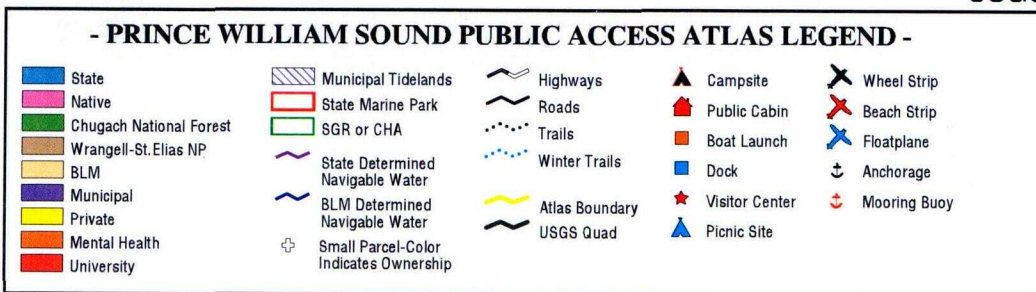 - PRINCE WILLIAM SOUND PUBLIC ACCESS ATLAS LEGEND -
State
Native
Chugach National Forest
Wrangell-St.Elias NP
BLM
Municipal
Private
Mental Health
University
Municipal Tidelands
State Marine Park
SGR or CHA
State Determined
Navigable Water
BLM Determined
Navigable Water
Small Parcel-Color
Indicates Ownership
Highways
Roads
Trails
Winter Trails
Atlas Boundary
USGS Quad
Campsite
Public Cabin
Boat Launch
Dock
Visitor Center
Picnic Site
Wheel Strip
Beach Strip
Floatplane
Anchorage
Mooring Buoy